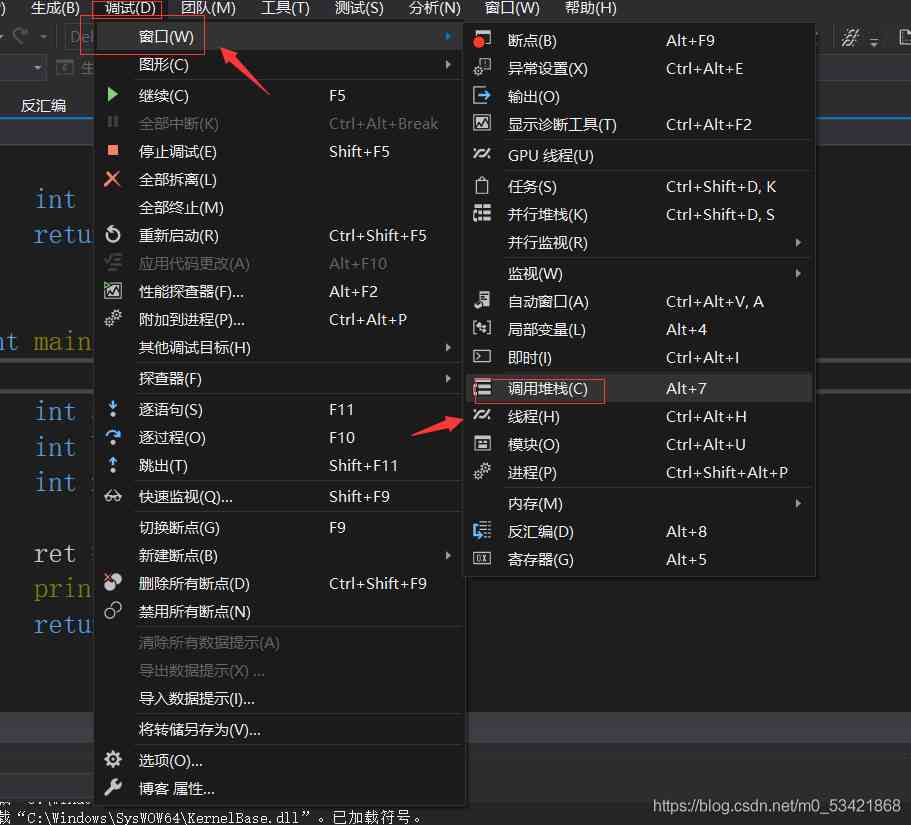 生成(B) 调试(D) 团队(M) 工具(T) 测试(S) 分析(N) 窗口(W) 帮助(H)
窗口(W)
图形(C)
继续(C) F5
全部中断(K) Ctrl+Alt+Break
停止调试(E) Shift+F5
全部拆离(L)
全部终止(M)
重新启动(R) Ctrl+Shift+F5
应用代码更改(A) Alt+F10
性能探查器(F)... Alt+F2
附加到进程(P)... Ctrl+Alt+P
其他调试目标(H)
探查器(F)
逐语句(S) F11
逐过程(O) F10
跳出(T) Shift+F11
快速监视(Q)... Shift+F9
切换断点(G) F9
新建断点(B)
删除所有断点(D) Ctrl+Shift+F9
禁用所有断点(N)
清除所有数据提示(A)
导出数据提示(X) ...
导入数据提示(I)...
将转储另存为(V)...
选项(O)...
博客 属性...
断点(B) Alt+F9
异常设置(X) Ctrl+Alt+E
输出(O)
显示诊断工具(T) Ctrl+Alt+F2
GPU 线程(U)
任务(S) Ctrl+Shift+D, K
并行堆栈(K) Ctrl+Shift+D, S
并行监视(R)
监视(W)
自动窗口(A) Ctrl+Alt+V, A
局部变量(L) Alt+4
即时(I) Ctrl+Alt+I
调用堆栈(C) Alt+7
线程(H) Ctrl+Alt+H
模块(O) Ctrl+Alt+U
进程(P) Ctrl+Shift+Alt+P
内存(M)
反汇编(D) Alt+8
寄存器(G) Alt+5
反汇编
int
retu
nt main
int
int
int
ret
prin
retu
载“C:\Windows\SysWOW64\KernelBase.dll”。已加载符号。
https://blog.csdn.net/m0_53421868